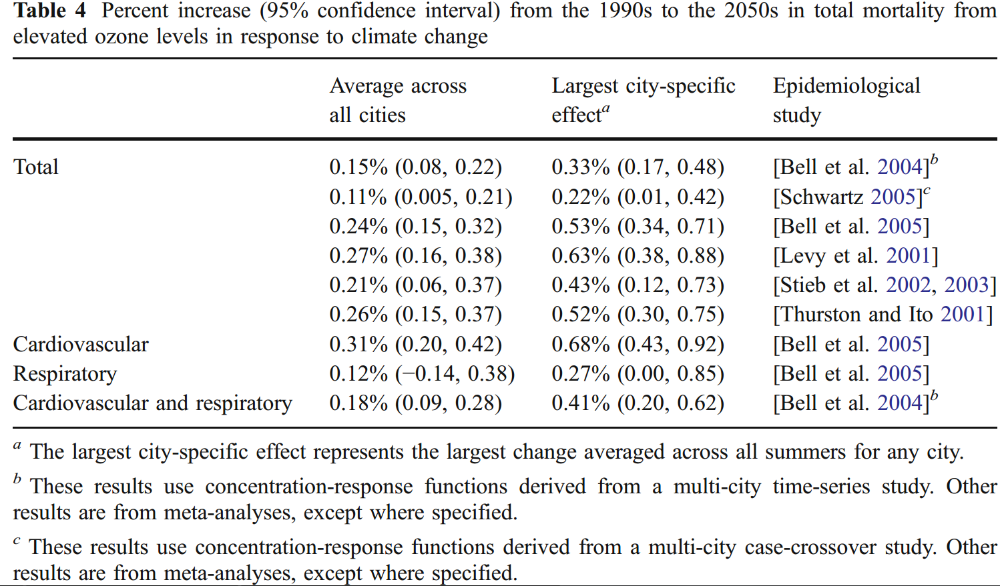 Table 4 Percent increase (95% confidence interval) from the 1990s to the 2050s in total mortality from
elevated ozone levels in response to climate change
Average across all cities Largest city-specific effect^a Epidemiological study
Total 0.15% (0.08, 0.22) 0.33% (0.17, 0.48) [Bell et al. 2004]^b
0.11% (0.005, 0.21) 0.22% (0.01, 0.42) [Schwartz 2005]^c
0.24% (0.15, 0.32) 0.53% (0.34, 0.71) [Bell et al. 2005]
0.27% (0.16, 0.38) 0.63% (0.38, 0.88) [Levy et al. 2001]
0.21% (0.06, 0.37) 0.43% (0.12, 0.73) [Stieb et al. 2002, 2003]
0.26% (0.15, 0.37) 0.52% (0.30, 0.75) [Thurston and Ito 2001]
Cardiovascular 0.31% (0.20, 0.42) 0.68% (0.43, 0.92) [Bell et al. 2005]
Respiratory 0.12% (−0.14, 0.38) 0.27% (0.00, 0.85) [Bell et al. 2005]
Cardiovascular and respiratory 0.18% (0.09, 0.28) 0.41% (0.20, 0.62) [Bell et al. 2004]^b
^a The largest city-specific effect represents the largest change averaged across all summers for any city.
^b These results use concentration-response functions derived from a multi-city time-series study. Other
results are from meta-analyses, except where specified.
^c These results use concentration-response functions derived from a multi-city case-crossover study. Other
results are from meta-analyses, except where specified.